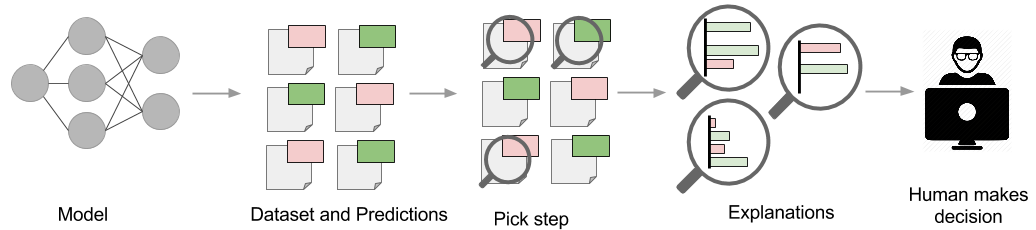 Model
Dataset and Predictions
Pick step
Explanations
Human makes
decision